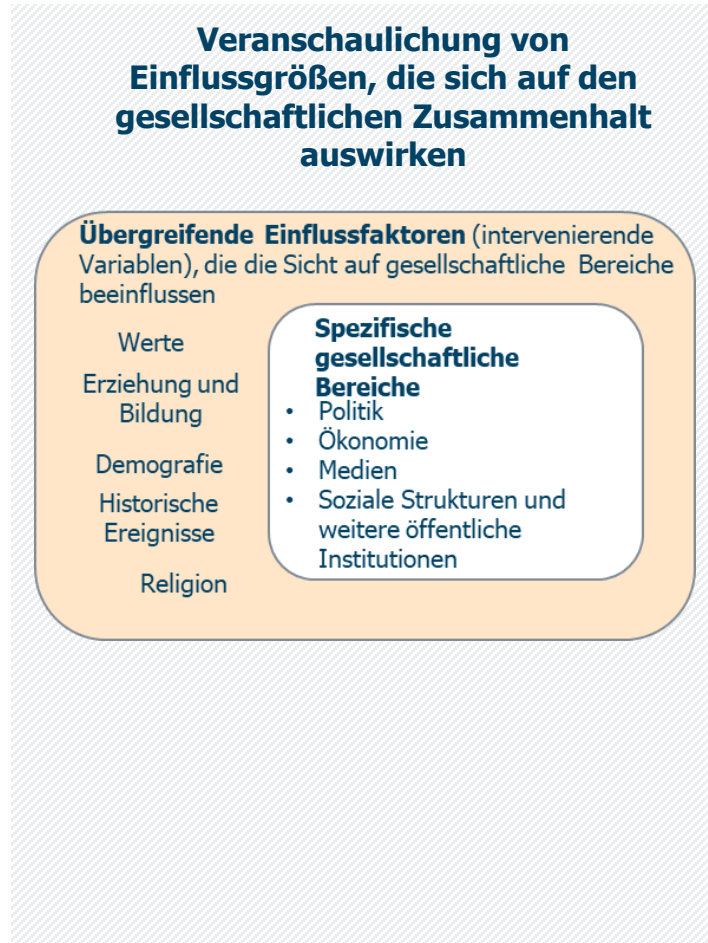 Veranschaulichung von
Einflussgrößen, die sich auf den
gesellschaftlichen Zusammenhalt
auswirken
Übergreifende Einflussfaktoren (intervenierende
Variablen), die die Sicht auf gesellschaftliche Bereiche
beeinflussen
Werte
Erziehung und
Bildung
Demografie
Historische
Ereignisse
Religion
Spezifische
gesellschaftliche
Bereiche
• Politik
• Ökonomie
• Medien
• Soziale Strukturen und
weitere öffentliche
Institutionen